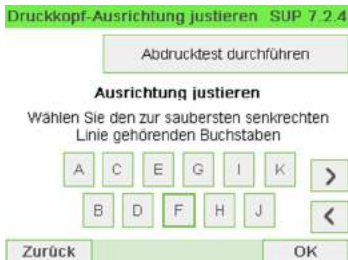 Druckkopf-Ausrichtung justieren SUP 7.2.4
Abdrucktest durchführen
Ausrichtung justieren
Wählen Sie den zur saubersten senkrechten
Linie gehörenden Buchstaben
A C E G I K >
B D F H J <
Zurück OK